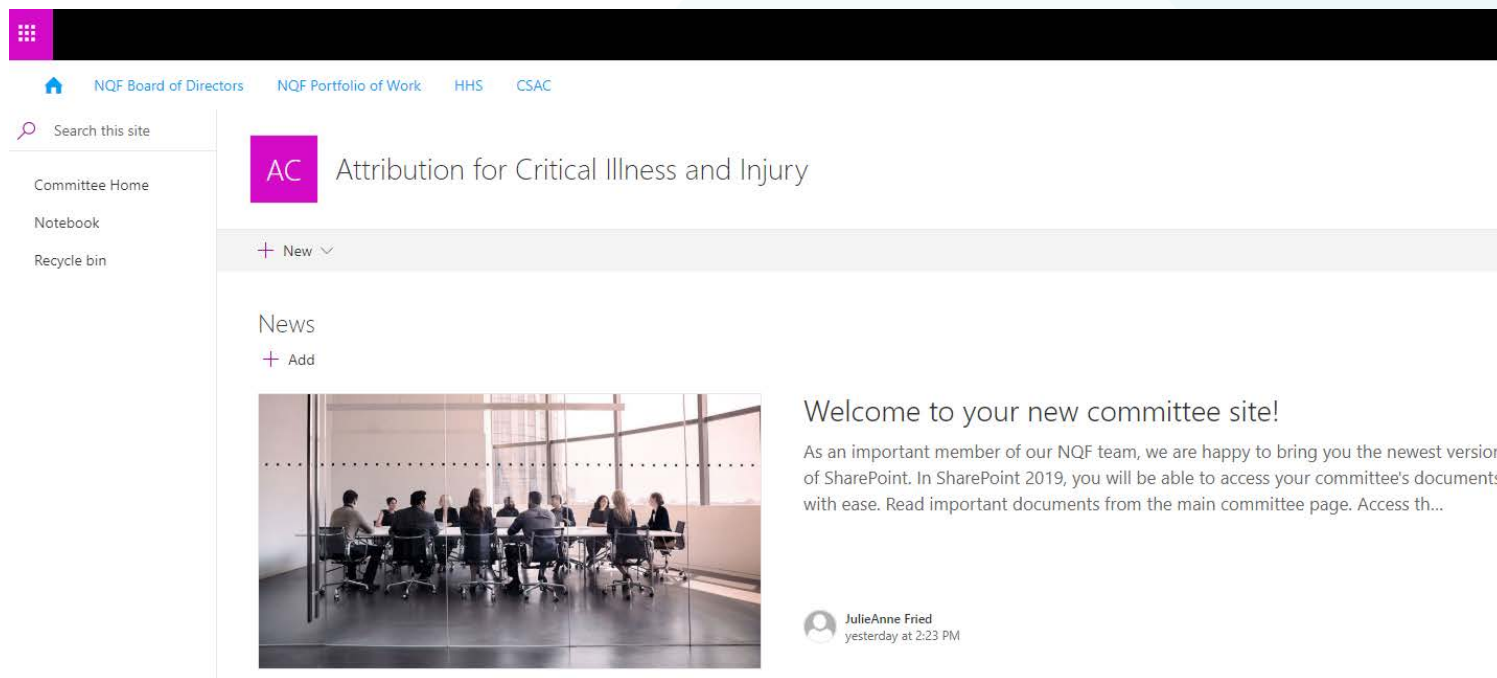 NQF Board of Directors NQF Portfolio of Work HHS CSAC
Search this site
Committee Home
Notebook
Recycle bin
AC Attribution for Critical Illness and Injury
New
News
Add
Welcome to your new committee site!
As an important member of our NQF team, we are happy to bring you the newest version
of SharePoint. In SharePoint 2019, you will be able to access your committee's documents
with ease. Read important documents from the main committee page. Access th...
JulieAnne Fried
yesterday at 2:23 PM